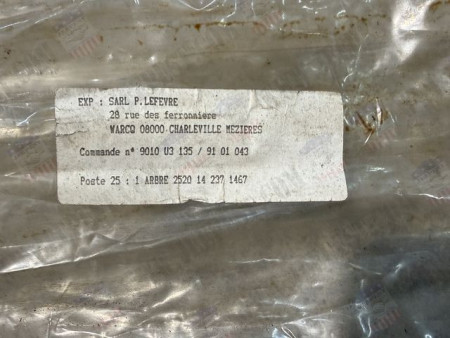 EXP : SARL P.LEFEVRE
28 rue des ferronniers
WARCQ 08000 CHARLEVILLE MEZIERES
Commande n° 9010 U3 135 / 91 01 043
Poste 25 : 1 ARBRE 2520 14 237 1467